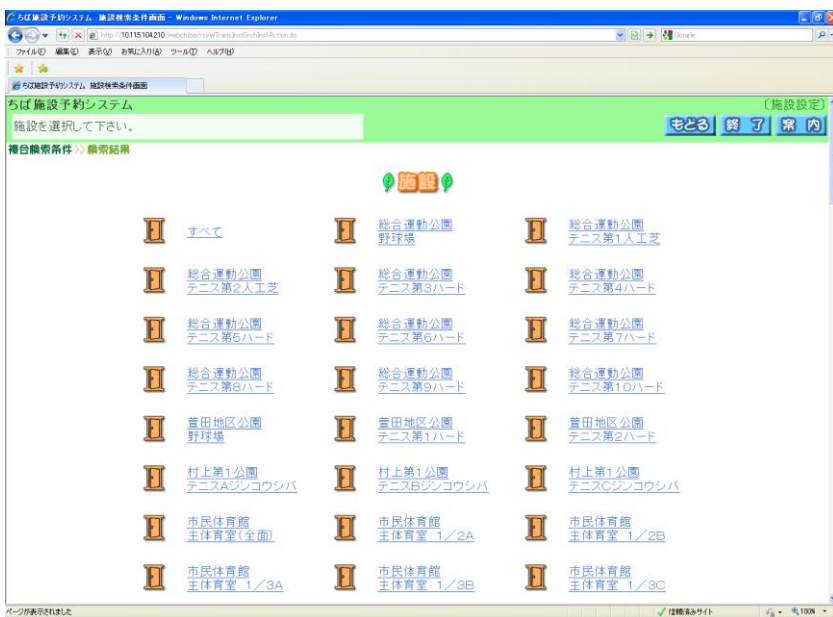 ちば施設予約システム 施設検索条件画面 - Windows Internet Explorer
http://10.115.104.210/webchiba/rsvWTransInstSrchInstAction.do
Google
ファイル(F) 編集(E) 表示(V) お気に入り(A) ツール(T) ヘルプ(H)
ちば施設予約システム 施設検索条件画面
ちば施設予約システム
〔施設設定〕
施設を選択して下さい。
もどる 終了 案内
複合検索条件>>検索結果
施設
すべて
総合運動公園
野球場
総合運動公園
テニス第1人工芝
総合運動公園
テニス第2人工芝
総合運動公園
テニス第3ハード
総合運動公園
テニス第4ハード
総合運動公園
テニス第5ハード
総合運動公園
テニス第6ハード
総合運動公園
テニス第7ハード
総合運動公園
テニス第8ハード
総合運動公園
テニス第9ハード
総合運動公園
テニス第10ハード
萱田地区公園
野球場
萱田地区公園
テニス第1ハード
萱田地区公園
テニス第2ハード
村上第1公園
テニスAジンコウシバ
村上第1公園
テニスBジンコウシバ
村上第1公園
テニスCジンコウシバ
市民体育館
主体育室(全面)
市民体育館
主体育室 1/2A
市民体育館
主体育室 1/2B
市民体育館
主体育室 1/3A
市民体育館
主体育室 1/3B
市民体育館
主体育室 1/3C
ページが表示されました
信頼済みサイト
100%